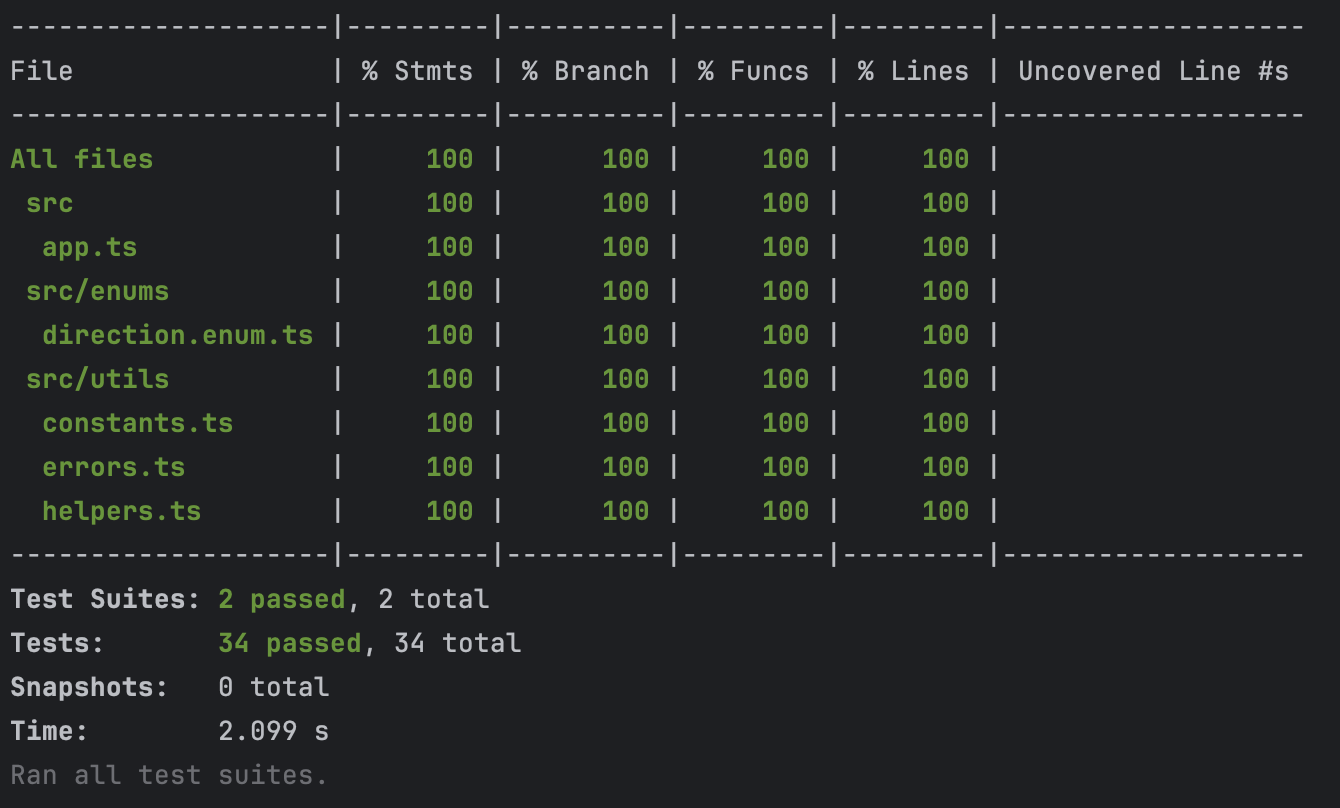 --------------------|---------|----------|---------|---------|-------------------
File                | % Stmts | % Branch | % Funcs | % Lines | Uncovered Line #s
--------------------|---------|----------|---------|---------|-------------------
All files           |     100 |      100 |     100 |     100 |
 src                |     100 |      100 |     100 |     100 |
  app.ts            |     100 |      100 |     100 |     100 |
 src/enums          |     100 |      100 |     100 |     100 |
  direction.enum.ts |     100 |      100 |     100 |     100 |
 src/utils          |     100 |      100 |     100 |     100 |
  constants.ts      |     100 |      100 |     100 |     100 |
  errors.ts         |     100 |      100 |     100 |     100 |
  helpers.ts        |     100 |      100 |     100 |     100 |
--------------------|---------|----------|---------|---------|-------------------
Test Suites: 2 passed, 2 total
Tests:       34 passed, 34 total
Snapshots:   0 total
Time:        2.099 s
Ran all test suites.